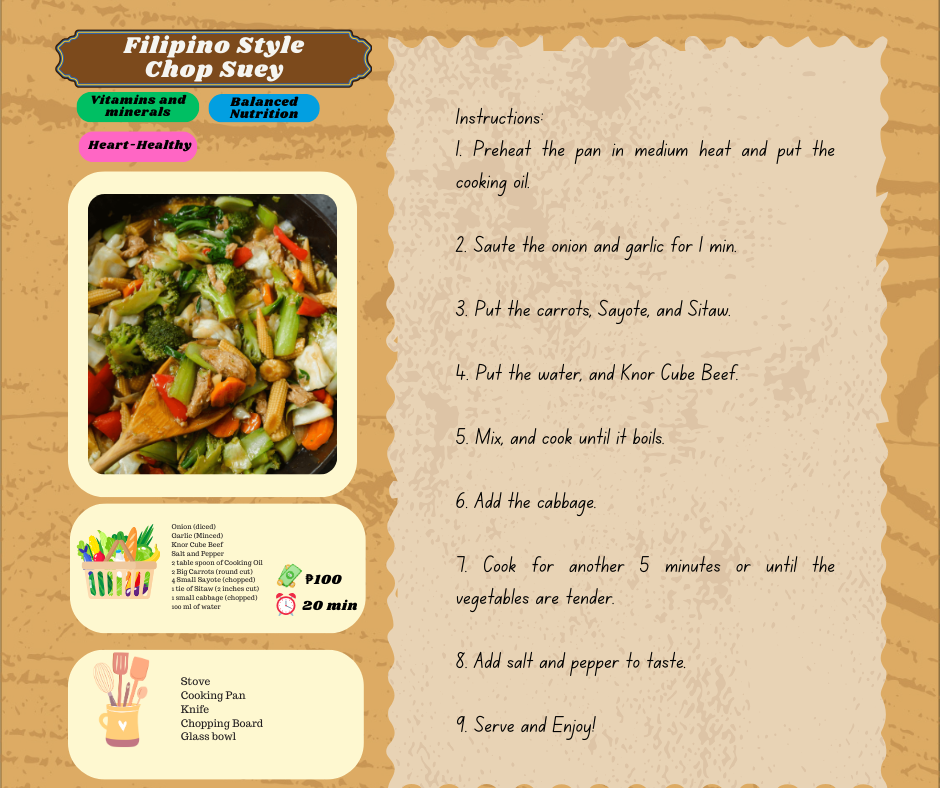 Filipino Style
Chop Suey
Vitamins and
minerals
Balanced
Nutrition
Heart-Healthy
Onion (diced)
Garlic (Minced)
Knor Cube Beef
Salt and Pepper
2 table spoon of Cooking Oil
2 Big Carrots (round cut)
4 Small Sayote (chopped)
1 tie of Sitaw (2 inches cut)
1 small cabbage (chopped)
100 ml of water
₱100
20 min
Stove
Cooking Pan
Knife
Chopping Board
Glass bowl
Instructions:
1. Preheat the pan in medium heat and put the
cooking oil.
2. Saute the onion and garlic for 1 min.
3. Put the carrots, Sayote, and Sitaw.
4. Put the water, and Knor Cube Beef.
5. Mix, and cook until it boils.
6. Add the cabbage.
7. Cook for another 5 minutes or until the
vegetables are tender.
8. Add salt and pepper to taste.
9. Serve and Enjoy!